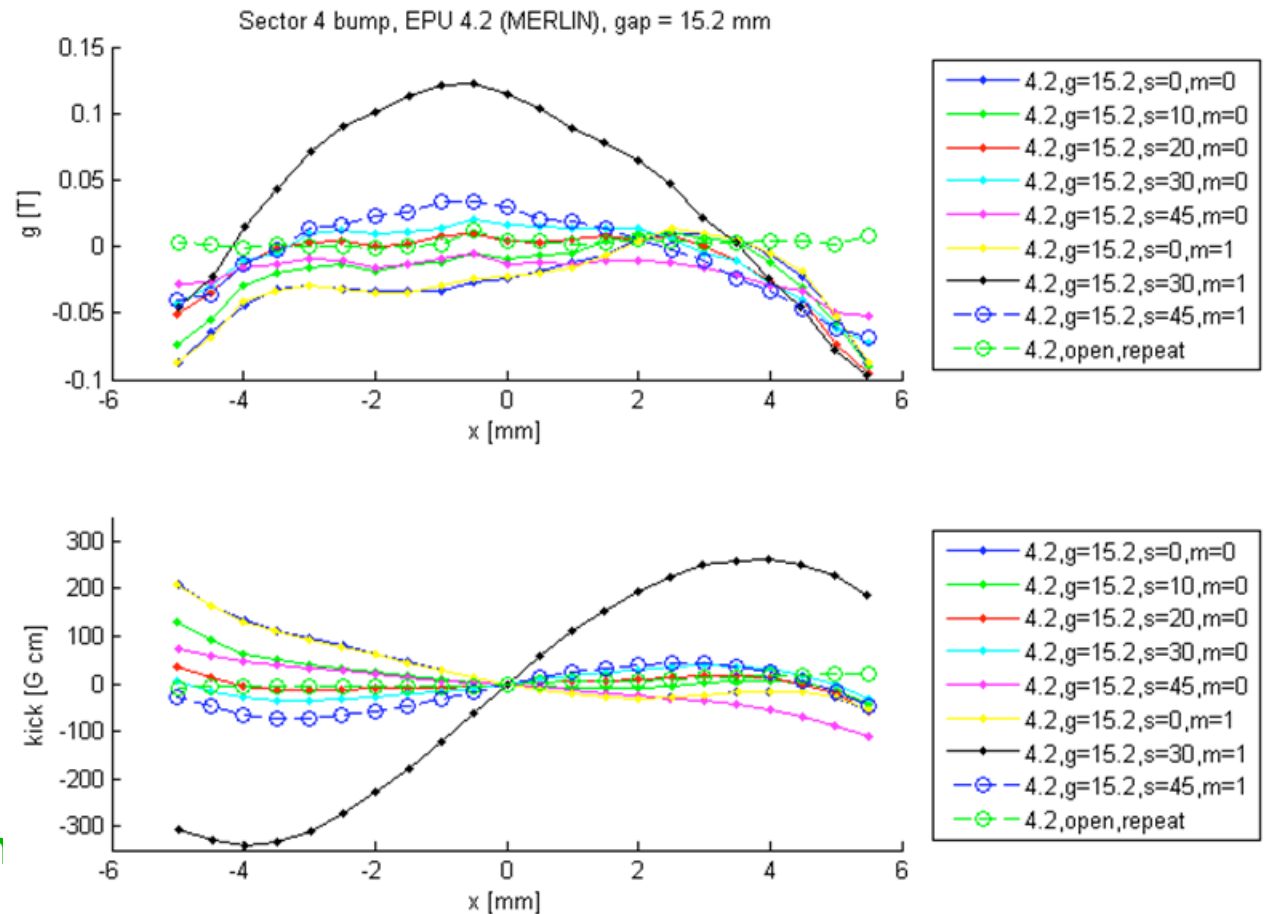 Sector 4 bump, EPU 4.2 (MERLIN), gap = 15.2 mm
0.15
0.1
0.05
0
-0.05
-0.1
g [T]
-6 -4 -2 0 2 4 6
x [mm]
4.2,g=15.2,s=0,m=0
4.2,g=15.2,s=10,m=0
4.2,g=15.2,s=20,m=0
4.2,g=15.2,s=30,m=0
4.2,g=15.2,s=45,m=0
4.2,g=15.2,s=0,m=1
4.2,g=15.2,s=30,m=1
4.2,g=15.2,s=45,m=1
4.2,open,repeat
300
200
100
0
-100
-200
-300
kick [G cm]
-6 -4 -2 0 2 4 6
x [mm]
4.2,g=15.2,s=0,m=0
4.2,g=15.2,s=10,m=0
4.2,g=15.2,s=20,m=0
4.2,g=15.2,s=30,m=0
4.2,g=15.2,s=45,m=0
4.2,g=15.2,s=0,m=1
4.2,g=15.2,s=30,m=1
4.2,g=15.2,s=45,m=1
4.2,open,repeat